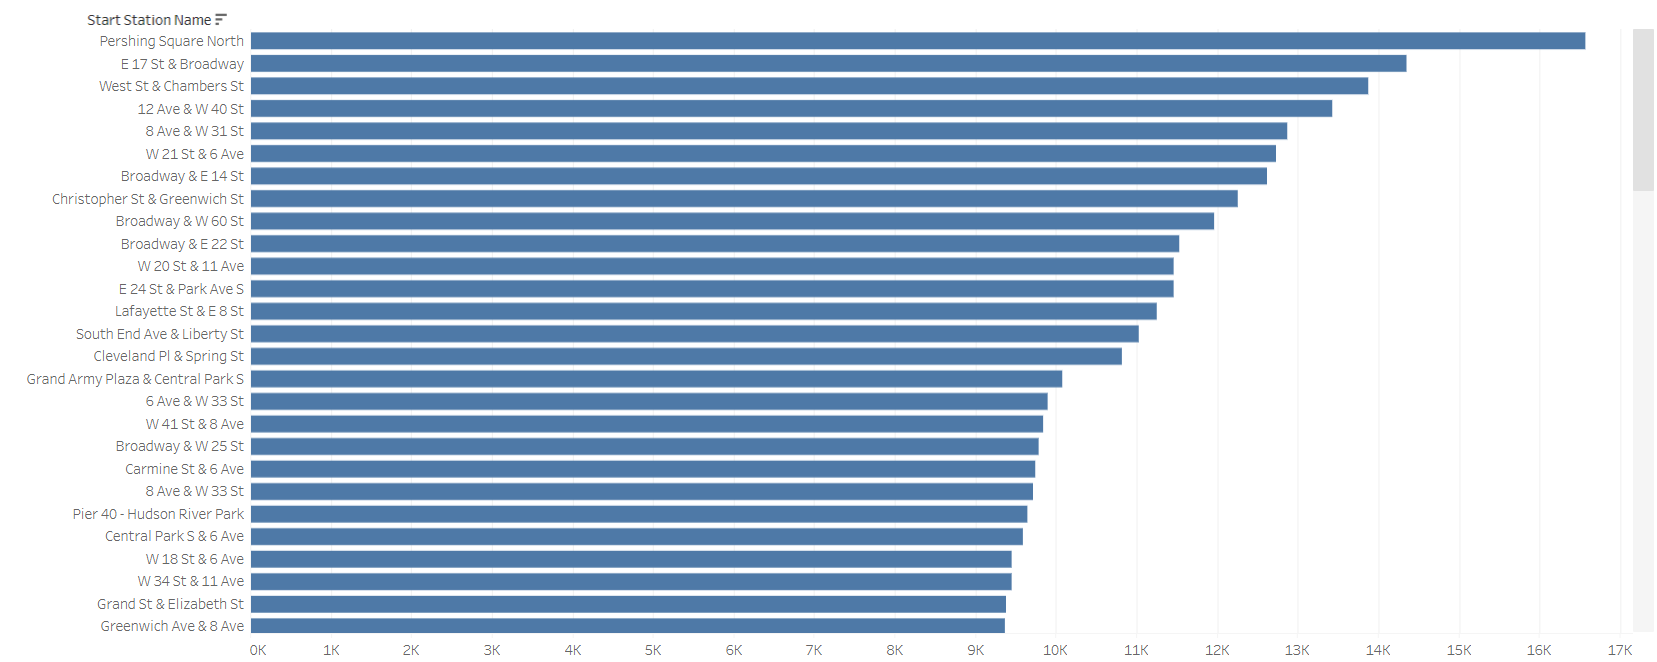 Start Station Name
Pershing Square North
E 17 St & Broadway
West St & Chambers St
12 Ave & W 40 St
8 Ave & W 31 St
W 21 St & 6 Ave
Broadway & E 14 St
Christopher St & Greenwich St
Broadway & W 60 St
Broadway & E 22 St
W 20 St & 11 Ave
E 24 St & Park Ave S
Lafayette St & E 8 St
South End Ave & Liberty St
Cleveland Pl & Spring St
Grand Army Plaza & Central Park S
6 Ave & W 33 St
W 41 St & 8 Ave
Broadway & W 25 St
Carmine St & 6 Ave
8 Ave & W 33 St
Pier 40 - Hudson River Park
Central Park S & 6 Ave
W 18 St & 6 Ave
W 34 St & 11 Ave
Grand St & Elizabeth St
Greenwich Ave & 8 Ave
0K 1K 2K 3K 4K 5K 6K 7K 8K 9K 10K 11K 12K 13K 14K 15K 16K 17K